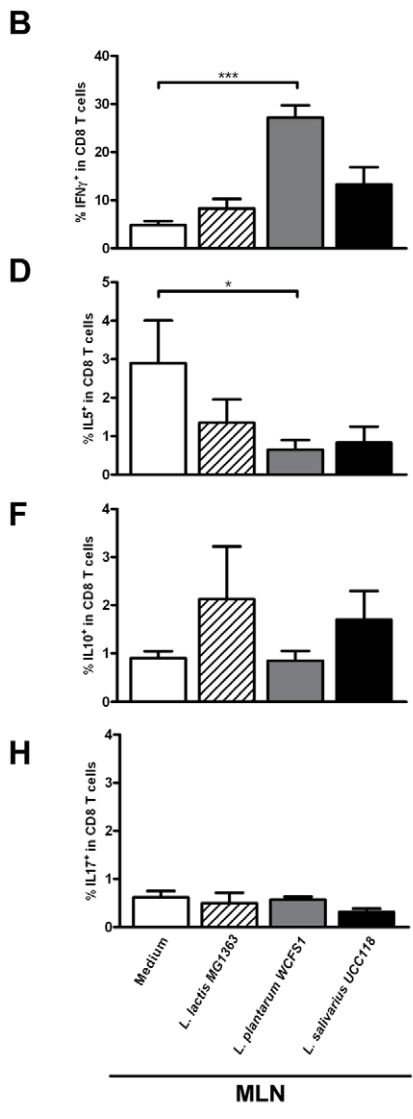 B
% IFNγ⁺ in CD8 T cells
40
30
20
10
0
***
D
% IL5⁺ in CD8 T cells
5
4
3
2
1
0
*
F
% IL10⁺ in CD8 T cells
4
3
2
1
0
H
% IL17⁺ in CD8 T cells
4
3
2
1
0
Medium
L. lactis MG1363
L. plantarum WCFS1
L. salivarius UCC118
MLN